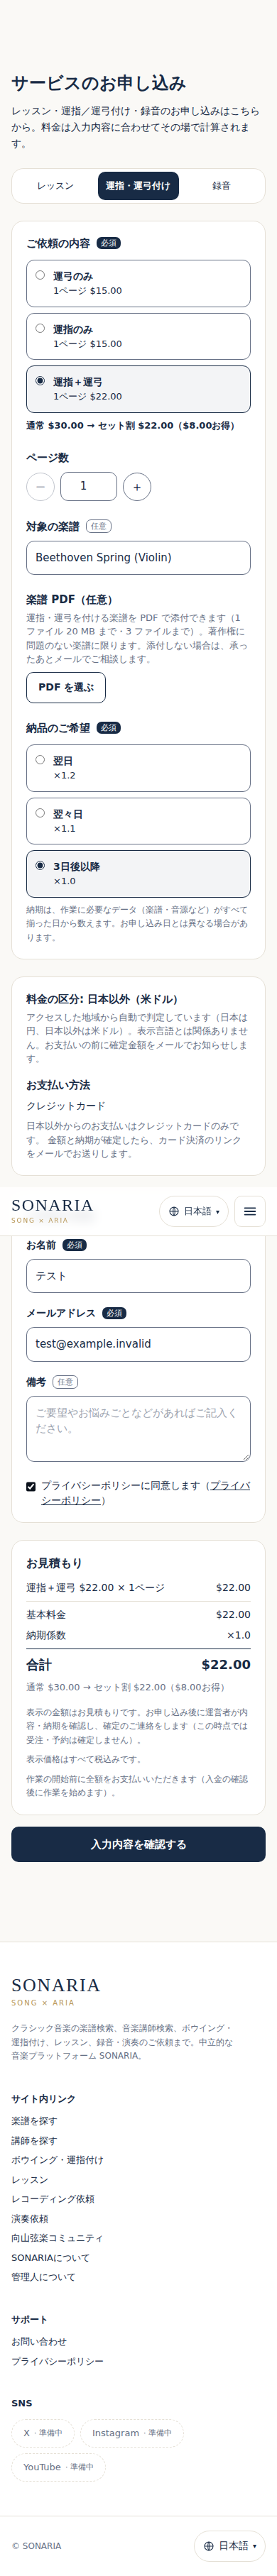 サービスのお申し込み
レッスン・運指／運弓付け・録音のお申し込みはこちら
から。料金は入力内容に合わせてその場で計算されま
す。
レッスン
運指・運弓付け
録音
ご依頼の内容 必須
運弓のみ
1ページ $15.00
運指のみ
1ページ $15.00
運指＋運弓
1ページ $22.00
通常 $30.00 → セット割 $22.00（$8.00お得）
ページ数
－ 1 ＋
対象の楽譜 任意
Beethoven Spring (Violin)
楽譜 PDF（任意）
運指・運弓を付ける楽譜を PDF で添付できます（1
ファイル 20 MB まで・3 ファイルまで）。著作権に
問題のない楽譜に限ります。添付しない場合は、承っ
たあとメールでご相談します。
PDF を選ぶ
納品のご希望 必須
翌日
×1.2
翌々日
×1.1
3日後以降
×1.0
納期は、作業に必要なデータ（楽譜・音源など）がすべて
揃った日から数えます。お申し込み日とは異なる場合があ
ります。
料金の区分: 日本以外（米ドル）
アクセスした地域から自動で判定しています（日本は
円、日本以外は米ドル）。表示言語とは関係ありませ
ん。お支払いの前に確定金額をメールでお知らせしま
す。
お支払い方法
クレジットカード
日本以外からのお支払いはクレジットカードのみで
す。 金額と納期が確定したら、カード決済のリンク
をメールでお送りします。
SONARIA
SONG × ARIA
日本語 ▾
お名前 必須
テスト
メールアドレス 必須
test@example.invalid
備考 任意
ご要望やお悩みごとなどがあればご記入く
ださい。
プライバシーポリシーに同意します（プライバ
シーポリシー）
お見積もり
運指＋運弓 $22.00 × 1ページ $22.00
基本料金 $22.00
納期係数 ×1.0
合計 $22.00
通常 $30.00 → セット割 $22.00（$8.00お得）
表示の金額はお見積もりです。お申し込み後に運営者が内
容・納期を確認し、確定のご連絡をします（この時点では
受注・予約は確定しません）。
表示価格はすべて税込みです。
作業の開始前に全額をお支払いいただきます（入金の確認
後に作業を始めます）。
入力内容を確認する
SONARIA
SONG × ARIA
クラシック音楽の楽譜検索、音楽講師検索、ボウイング・
運指付け、レッスン、録音・演奏のご依頼まで。中立的な
音楽プラットフォーム SONARIA。
サイト内リンク
楽譜を探す
講師を探す
ボウイング・運指付け
レッスン
レコーディング依頼
演奏依頼
向山弦楽コミュニティ
SONARIAについて
管理人について
サポート
お問い合わせ
プライバシーポリシー
SNS
X · 準備中
Instagram · 準備中
YouTube · 準備中
© SONARIA
日本語 ▾